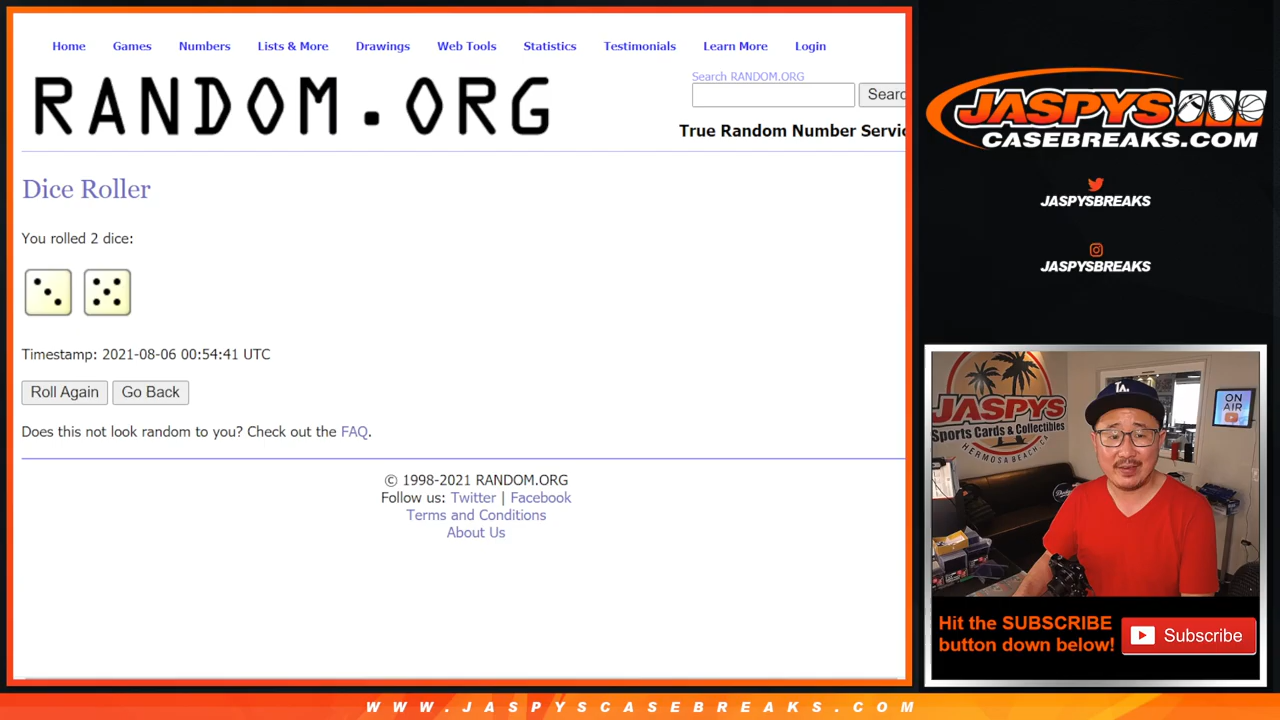 Home Games Numbers Lists & More Drawings Web Tools Statistics Testimonials Learn More Login
Search RANDOM.ORG
RANDOM.ORG
Searc
True Random Number Servic
Dice Roller
You rolled 2 dice:
Timestamp: 2021-08-06 00:54:41 UTC
Roll Again Go Back
Does this not look random to you? Check out the FAQ.
© 1998-2021 RANDOM.ORG
Follow us: Twitter | Facebook
Terms and Conditions
About Us
JASPYS
CASEBREAKS.COM
JASPYSBREAKS
JASPYSBREAKS
JASPYS
Sports Cards & Collectibles
HERMOSA BEACH CA
ON
AIR
LA
Dodgers
Hit the SUBSCRIBE
button down below!
Subscribe
WWW.JASPYSCASEBREAKS.COM